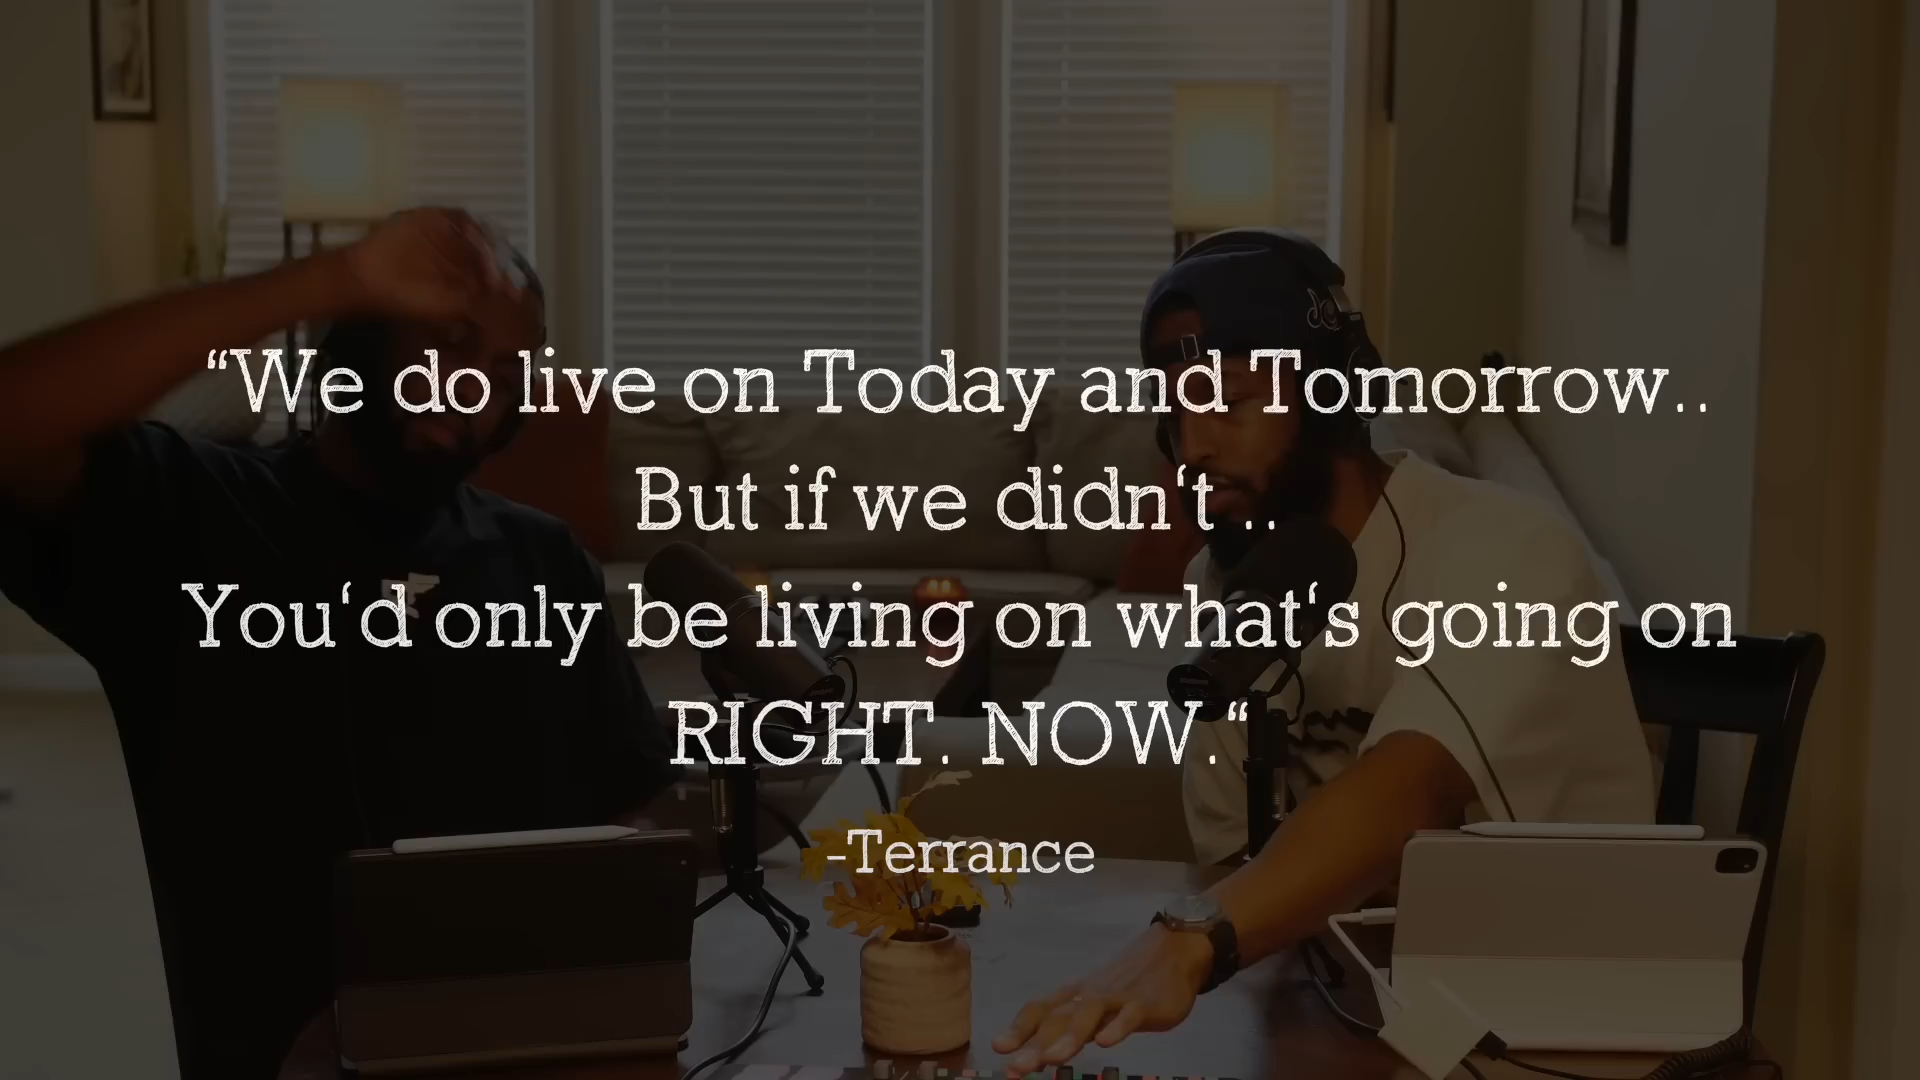 “We do live on Today and Tomorrow..
But if we didn‘t ..
You‘d only be living on what‘s going on
RIGHT. NOW.“
-Terrance